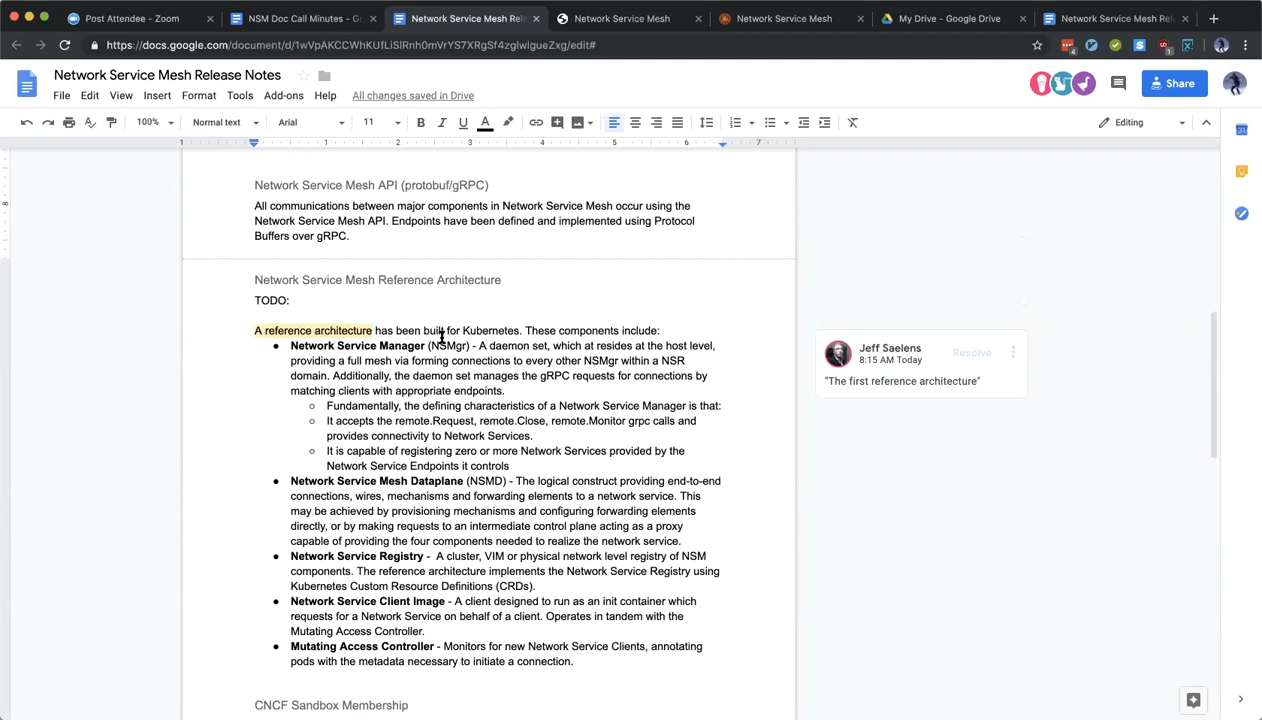 Post Attendee - Zoom
NSM Doc Call Minutes - G
Network Service Mesh Rele
Network Service Mesh
Network Service Mesh
My Drive - Google Drive
Network Service Mesh Rel
https://docs.google.com/document/d/1wVpAKCCWhKUfLiSlRnh0mVrYS7XRgSf4zglwIgueZxg/edit#
Network Service Mesh Release Notes
File Edit View Insert Format Tools Add-ons Help All changes saved in Drive
Share
100% Normal text Arial 11 B I U A Editing
1 1 2 3 4 5 6 7
Network Service Mesh API (protobuf/gRPC)
All communications between major components in Network Service Mesh occur using the
Network Service Mesh API. Endpoints have been defined and implemented using Protocol
Buffers over gRPC.
Network Service Mesh Reference Architecture
TODO:
A reference architecture has been built for Kubernetes. These components include:
● Network Service Manager (NSMgr) - A daemon set, which at resides at the host level,
providing a full mesh via forming connections to every other NSMgr within a NSR
domain. Additionally, the daemon set manages the gRPC requests for connections by
matching clients with appropriate endpoints.
○ Fundamentally, the defining characteristics of a Network Service Manager is that:
○ It accepts the remote.Request, remote.Close, remote.Monitor grpc calls and
provides connectivity to Network Services.
○ It is capable of registering zero or more Network Services provided by the
Network Service Endpoints it controls
● Network Service Mesh Dataplane (NSMD) - The logical construct providing end-to-end
connections, wires, mechanisms and forwarding elements to a network service. This
may be achieved by provisioning mechanisms and configuring forwarding elements
directly, or by making requests to an intermediate control plane acting as a proxy
capable of providing the four components needed to realize the network service.
● Network Service Registry - A cluster, VIM or physical network level registry of NSM
components. The reference architecture implements the Network Service Registry using
Kubernetes Custom Resource Definitions (CRDs).
● Network Service Client Image - A client designed to run as an init container which
requests for a Network Service on behalf of a client. Operates in tandem with the
Mutating Access Controller.
● Mutating Access Controller - Monitors for new Network Service Clients, annotating
pods with the metadata necessary to initiate a connection.
CNCF Sandbox Membership
Jeff Saelens
8:15 AM Today
Resolve
"The first reference architecture"